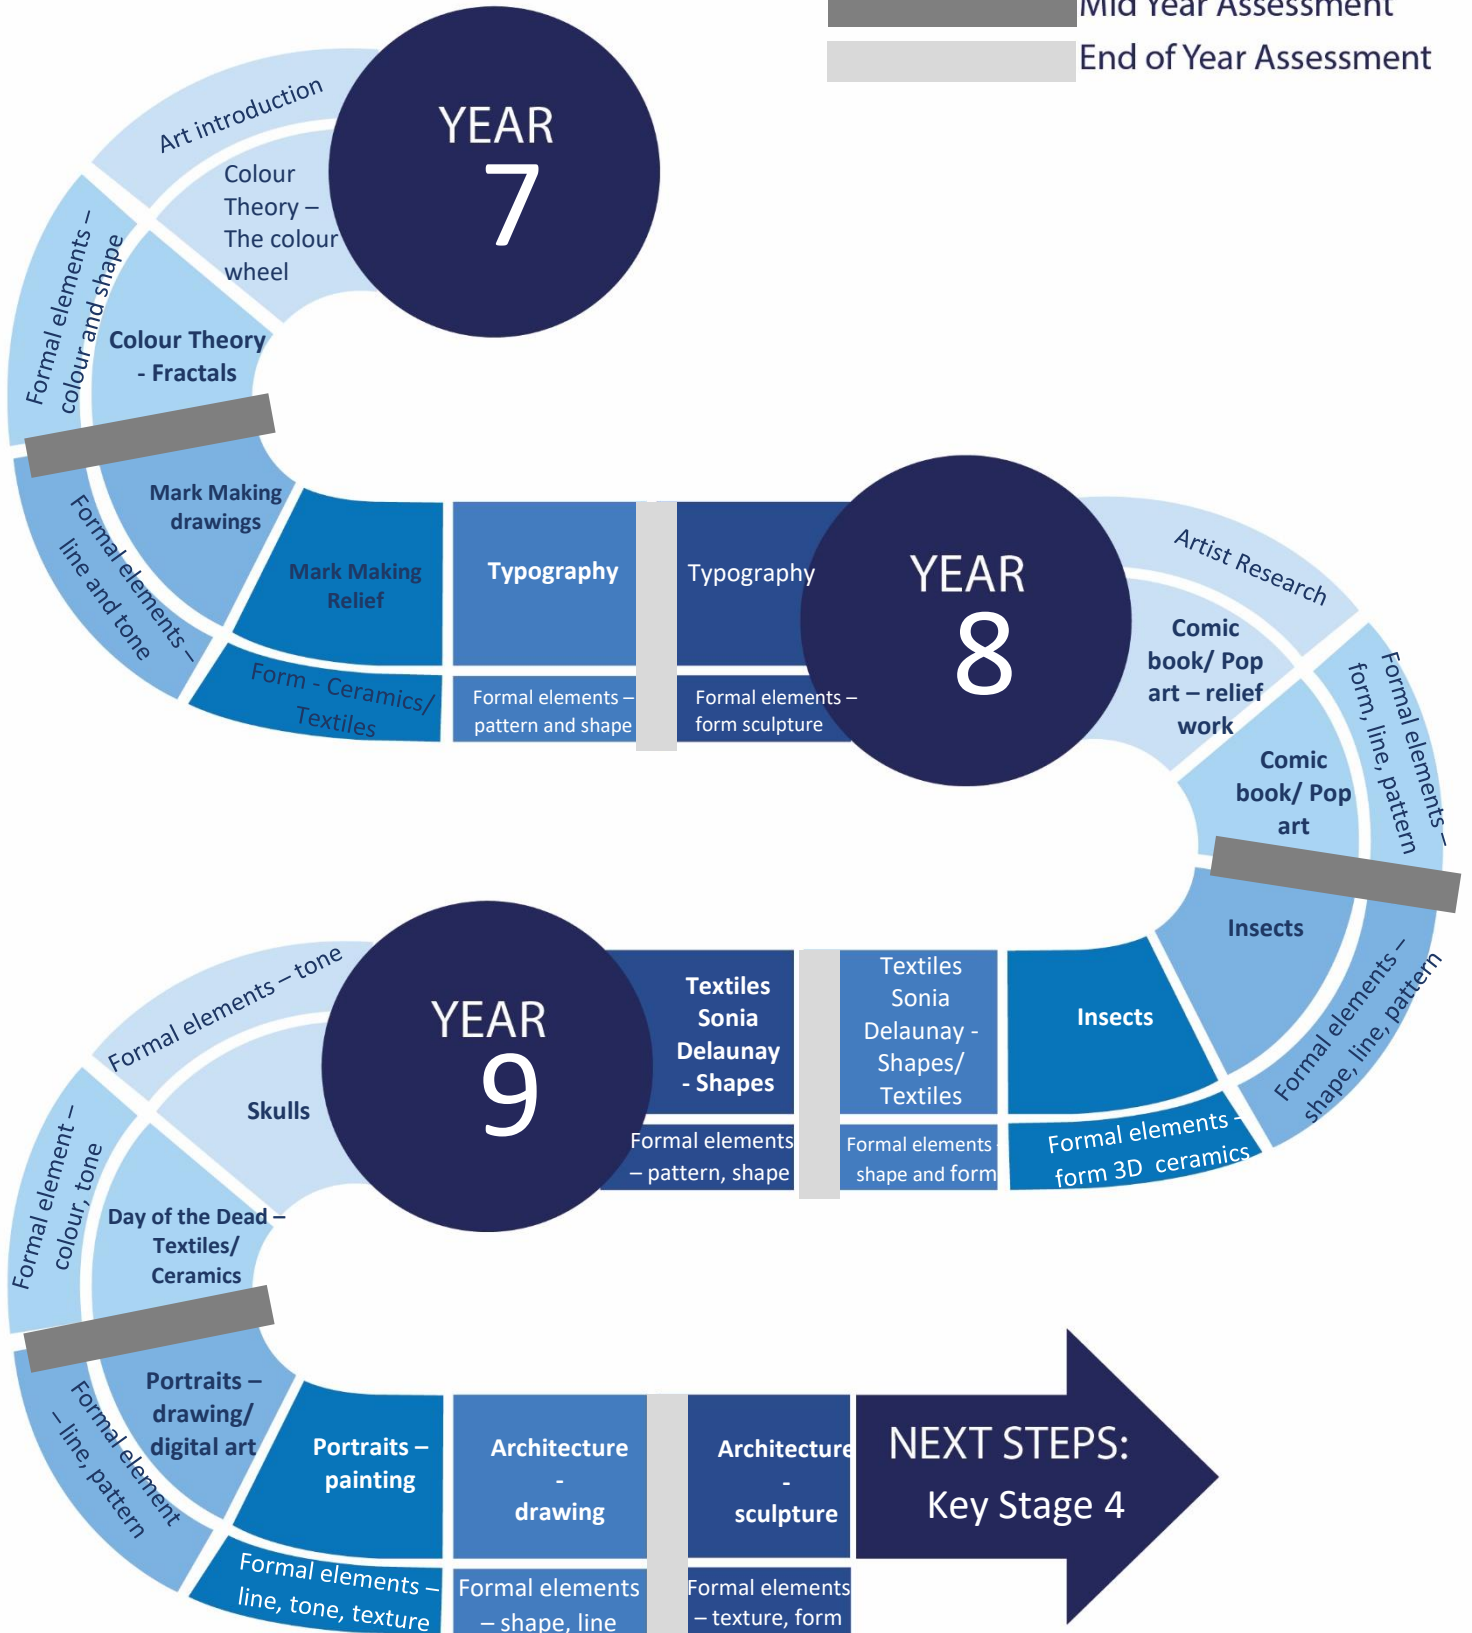 Mid Year Assessment
End of Year Assessment
YEAR
7
Art introduction
Colour
Theory –
The colour
wheel
Formal elements –
colour and shape
Colour Theory
- Fractals
Mark Making
drawings
Formal elements –
line and tone
Mark Making
Relief
Form - Ceramics/
Textiles
Typography
Formal elements –
pattern and shape
Typography
Formal elements –
form sculpture
YEAR
8
Artist Research
Comic
book/ Pop
art – relief
work
Formal elements –
form, line, pattern
Comic
book/ Pop
art
Insects
Formal elements –
shape, line, pattern
Insects
Formal elements -
form 3D ceramics
Textiles
Sonia
Delaunay -
Shapes/
Textiles
Formal elements -
shape and form
Textiles
Sonia
Delaunay
- Shapes
Formal elements
– pattern, shape
YEAR
9
Formal elements – tone
Skulls
Formal element –
colour, tone
Day of the Dead –
Textiles/
Ceramics
Portraits –
drawing/
digital art
Formal element
– line, pattern
Portraits –
painting
Formal elements –
line, tone, texture
Architecture
-
drawing
Formal elements
– shape, line
Architecture
-
sculpture
Formal elements
– texture, form
NEXT STEPS:
Key Stage 4